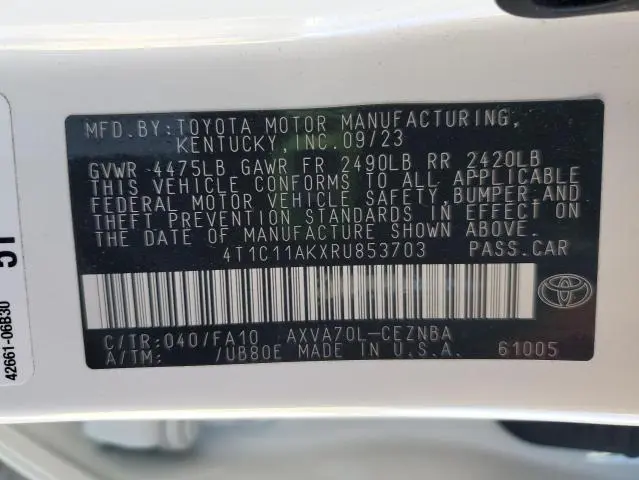 MFD.BY:TOYOTA MOTOR MANUFACTURING,
KENTUCKY, INC.09/23
GVWR 4475LB GAWR FR 2490LB RR 2420LB
THIS VEHICLE CONFORMS TO ALL APPLICABLE
FEDERAL MOTOR VEHICLE SAFETY,BUMPER,AND
THEFT PREVENTION STANDARDS IN EFFECT ON
THE DATE OF MANUFACTURE SHOWN ABOVE.
4T1C11AKXRU853703 PASS.CAR
C/TR:040/FA10 AXVA70L-CEZNBA
A/TM: /UB80E MADE IN U.S.A. 61005
42661-06B30